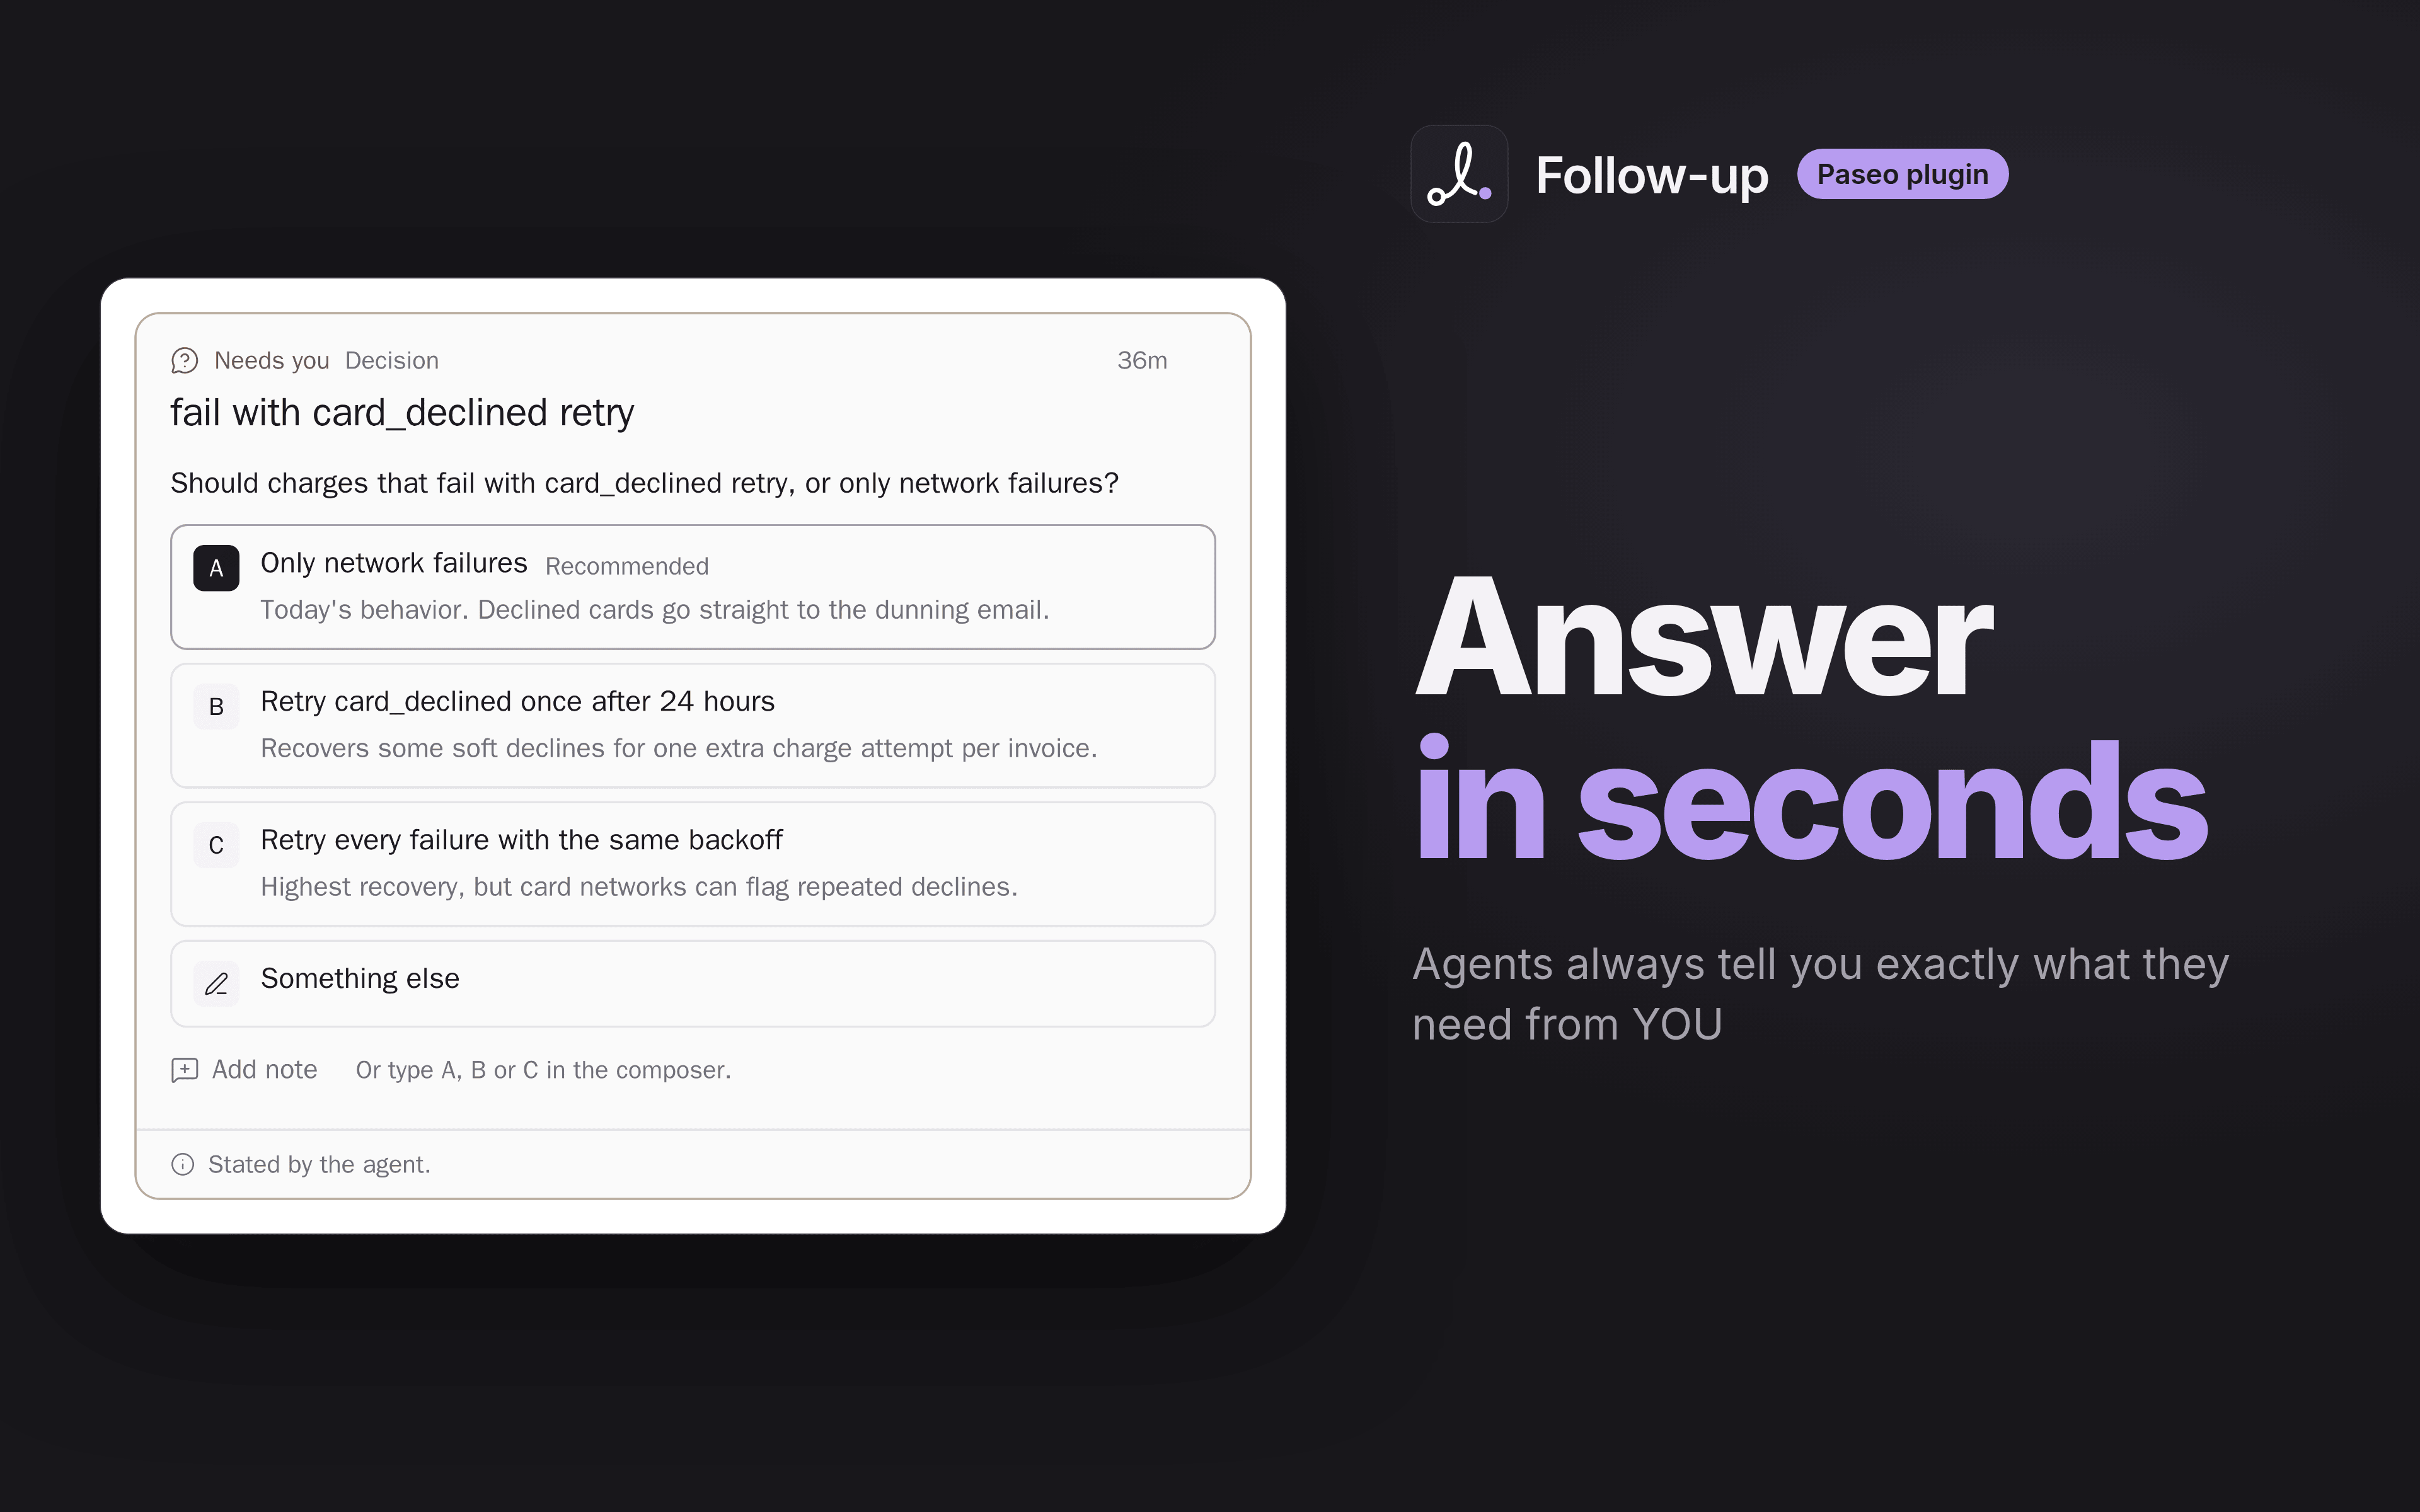 Follow-up
Paseo plugin
Needs you Decision 36m
fail with card_declined retry
Should charges that fail with card_declined retry, or only network failures?
A Only network failures Recommended
Today's behavior. Declined cards go straight to the dunning email.
B Retry card_declined once after 24 hours
Recovers some soft declines for one extra charge attempt per invoice.
C Retry every failure with the same backoff
Highest recovery, but card networks can flag repeated declines.
Something else
Add note Or type A, B or C in the composer.
Stated by the agent.
Answer
in seconds
Agents always tell you exactly what they
need from YOU